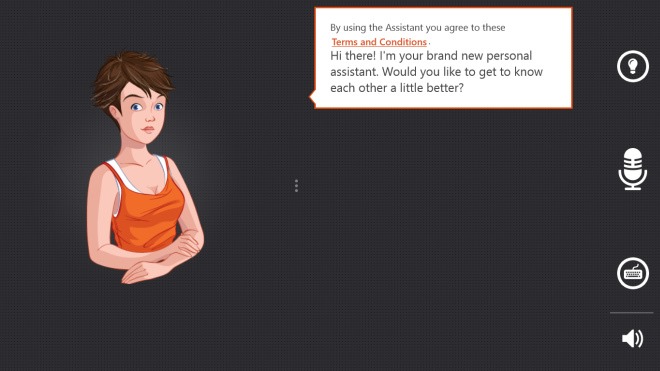 By using the Assistant you agree to these
Terms and Conditions.
Hi there! I'm your brand new personal
assistant. Would you like to get to know
each other a little better?